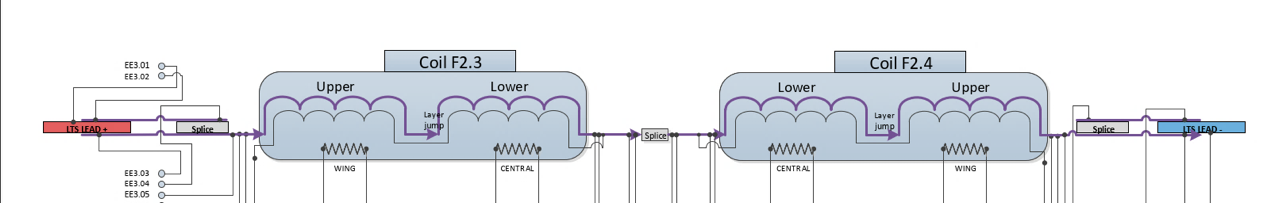 Coil F2.3
Coil F2.4
EE3.01
EE3.02
Upper
Lower
Lower
Upper
Layer
jump
Layer
jump
LTS LEAD +
Splice
Splice
Splice
LTS LEAD -
WING
CENTRAL
CENTRAL
WING
EE3.03
EE3.04
EE3.05